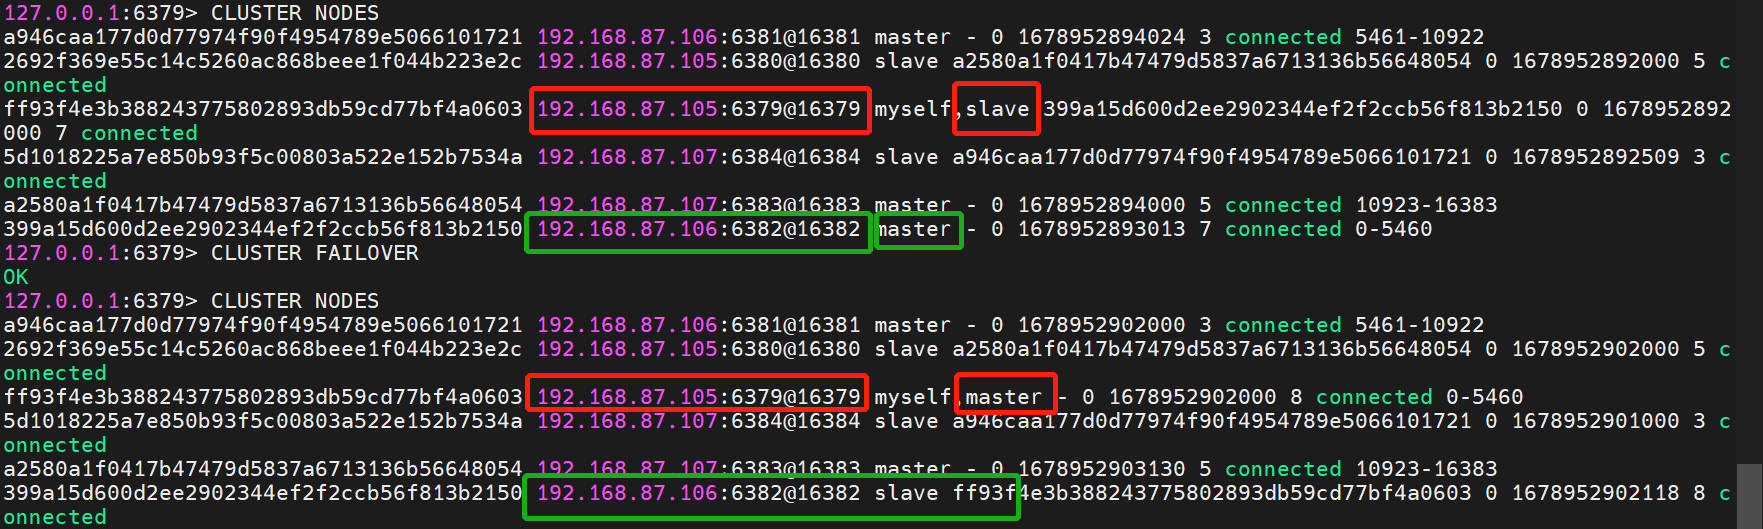 127.0.0.1:6379> CLUSTER NODES
a946caa177d0d77974f90f4954789e5066101721 192.168.87.106:6381@16381 master - 0 1678952894024 3 connected 5461-10922
2692f369e55c14c5260ac868beee1f044b223e2c 192.168.87.105:6380@16380 slave a2580a1f0417b47479d5837a6713136b56648054 0 1678952892000 5 c
onnected
ff93f4e3b388243775802893db59cd77bf4a0603 192.168.87.105:6379@16379 myself,slave 399a15d600d2ee2902344ef2f2ccb56f813b2150 0 1678952892
000 7 connected
5d1018225a7e850b93f5c00803a522e152b7534a 192.168.87.107:6384@16384 slave a946caa177d0d77974f90f4954789e5066101721 0 1678952892509 3 c
onnected
a2580a1f0417b47479d5837a6713136b56648054 192.168.87.107:6383@16383 master - 0 1678952894000 5 connected 10923-16383
399a15d600d2ee2902344ef2f2ccb56f813b2150 192.168.87.106:6382@16382 master - 0 1678952893013 7 connected 0-5460
127.0.0.1:6379> CLUSTER FAILOVER
OK
127.0.0.1:6379> CLUSTER NODES
a946caa177d0d77974f90f4954789e5066101721 192.168.87.106:6381@16381 master - 0 1678952902000 3 connected 5461-10922
2692f369e55c14c5260ac868beee1f044b223e2c 192.168.87.105:6380@16380 slave a2580a1f0417b47479d5837a6713136b56648054 0 1678952902000 5 c
onnected
ff93f4e3b388243775802893db59cd77bf4a0603 192.168.87.105:6379@16379 myself,master - 0 1678952902000 8 connected 0-5460
5d1018225a7e850b93f5c00803a522e152b7534a 192.168.87.107:6384@16384 slave a946caa177d0d77974f90f4954789e5066101721 0 1678952901000 3 c
onnected
a2580a1f0417b47479d5837a6713136b56648054 192.168.87.107:6383@16383 master - 0 1678952903130 5 connected 10923-16383
399a15d600d2ee2902344ef2f2ccb56f813b2150 192.168.87.106:6382@16382 slave ff93f4e3b388243775802893db59cd77bf4a0603 0 1678952902118 8 c
onnected